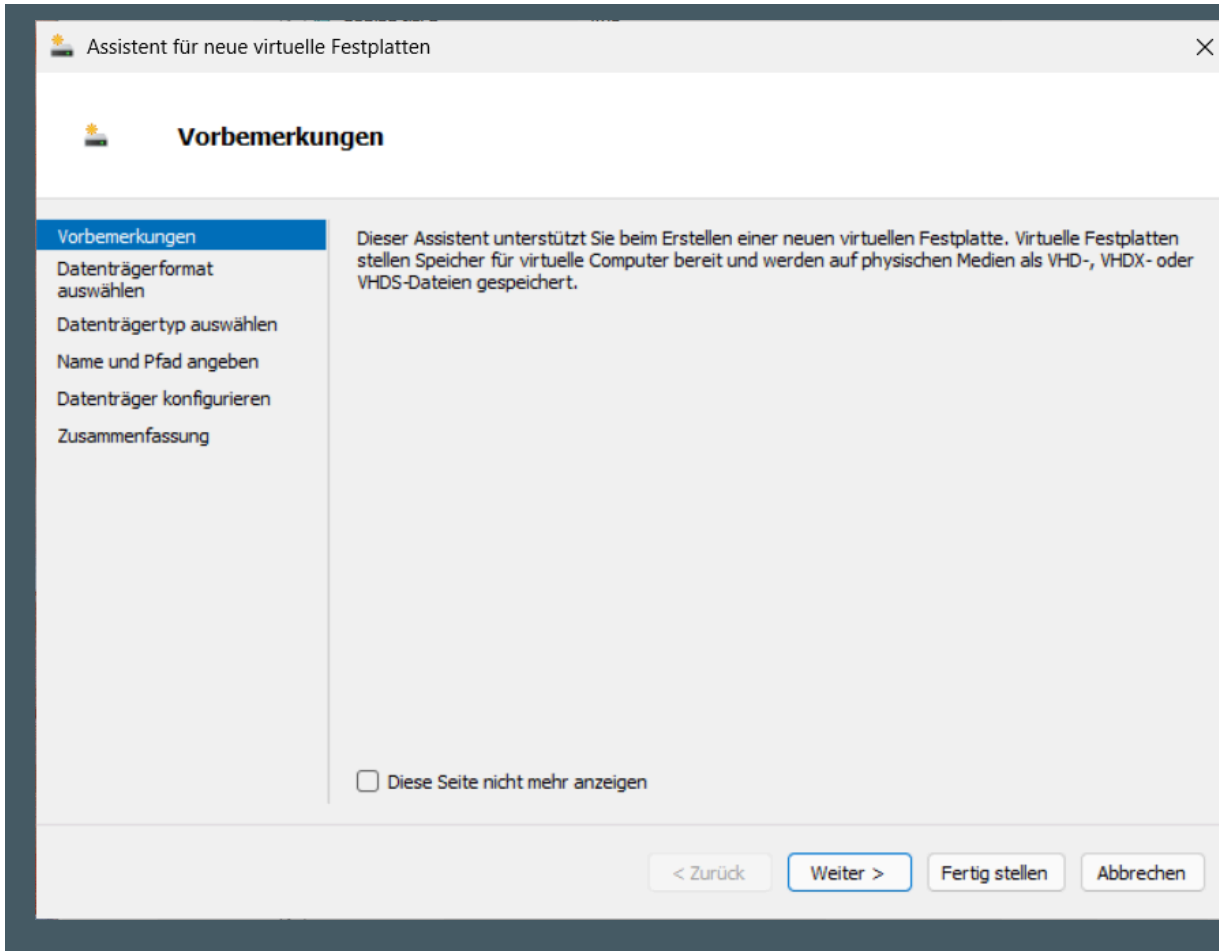 Assistent für neue virtuelle Festplatten
Vorbemerkungen
Vorbemerkungen
Datenträgerformat
auswählen
Datenträgertyp auswählen
Name und Pfad angeben
Datenträger konfigurieren
Zusammenfassung
Dieser Assistent unterstützt Sie beim Erstellen einer neuen virtuellen Festplatte. Virtuelle Festplatten
stellen Speicher für virtuelle Computer bereit und werden auf physischen Medien als VHD-, VHDX- oder
VHDS-Dateien gespeichert.
Diese Seite nicht mehr anzeigen
< Zurück
Weiter >
Fertig stellen
Abbrechen